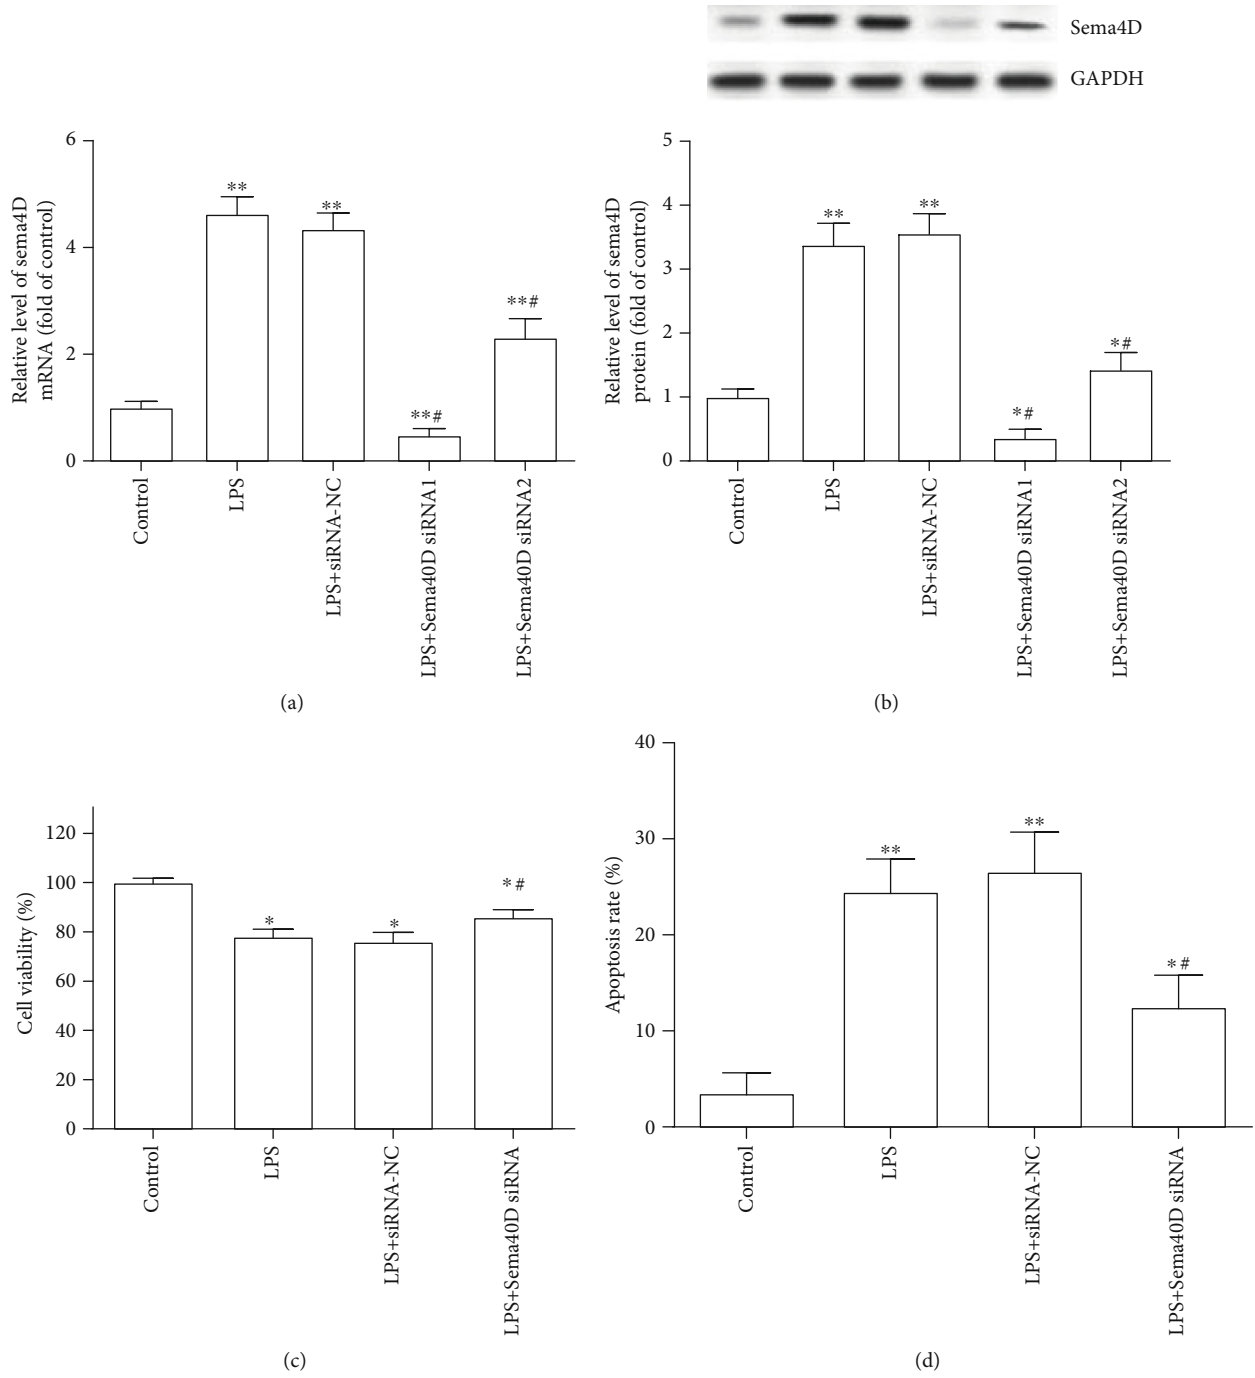 Sema4D
GAPDH
Relative level of sema4D
mRNA (fold of control)
6
4
2
0
**
**
**#
**#
Control
LPS
LPS+siRNA-NC
LPS+Sema40D siRNA1
LPS+Sema40D siRNA2
(a)
Relative level of sema4D
protein (fold of control)
5
4
3
2
1
0
**
**
*#
*#
Control
LPS
LPS+siRNA-NC
LPS+Sema40D siRNA1
LPS+Sema40D siRNA2
(b)
Cell viability (%)
120
100
80
60
40
20
0
*
*
*#
Control
LPS
LPS+siRNA-NC
LPS+Sema40D siRNA
(c)
Apoptosis rate (%)
40
30
20
10
0
**
**
*#
Control
LPS
LPS+siRNA-NC
LPS+Sema40D siRNA
(d)